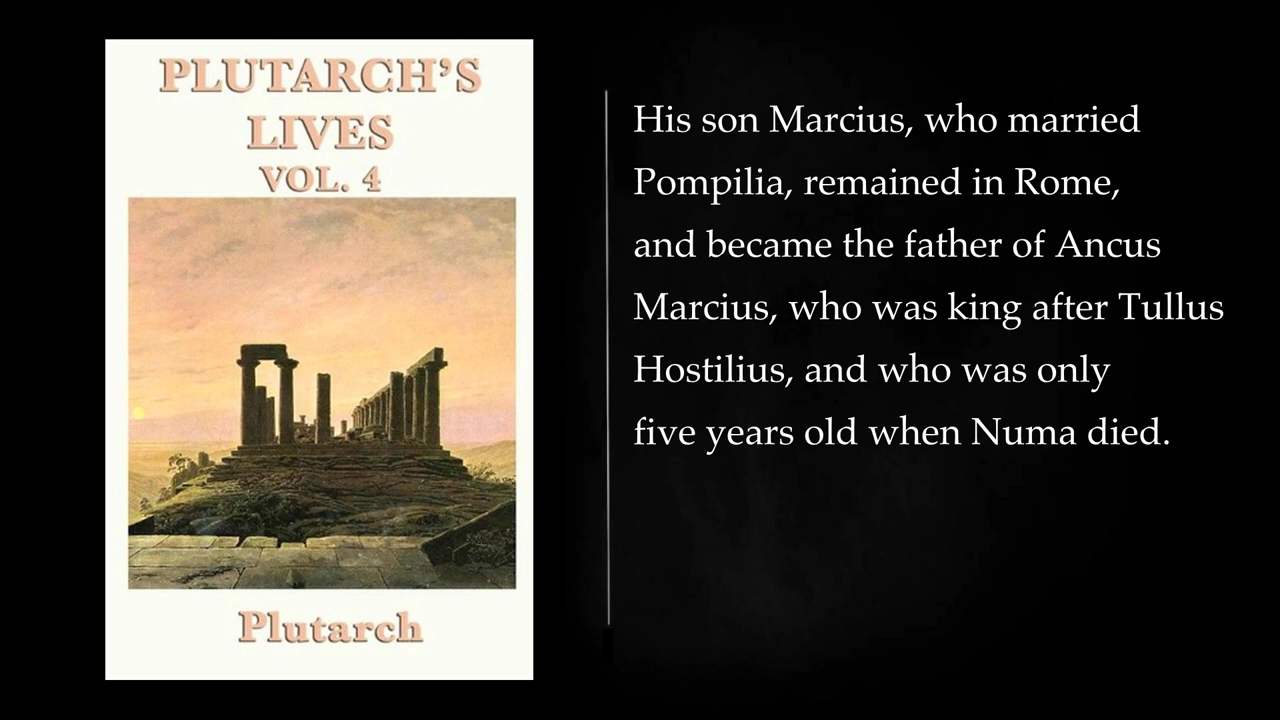 PLUTARCH'S
LIVES
VOL. 4
Plutarch
His son Marcius, who married
Pompilia, remained in Rome,
and became the father of Ancus
Marcius, who was king after Tullus
Hostilius, and who was only
five years old when Numa died.